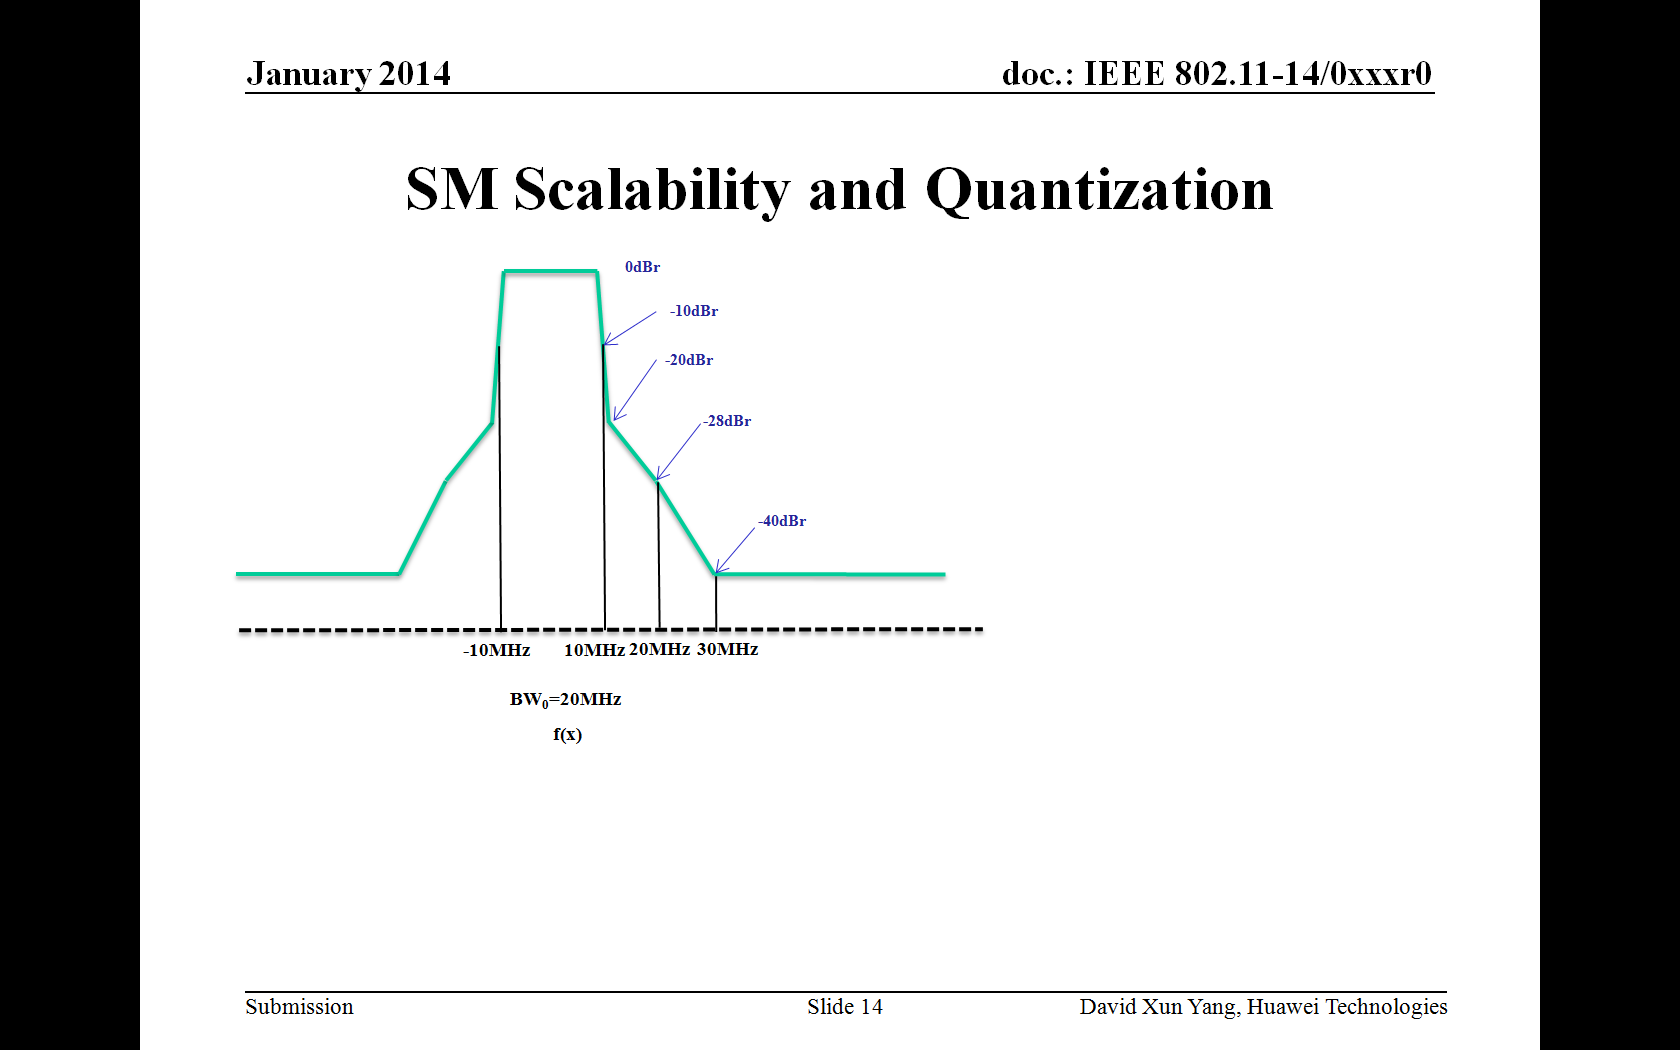 January 2014
doc.: IEEE 802.11-14/0xxxr0
SM Scalability and Quantization
0dBr
-10dBr
-20dBr
-28dBr
-40dBr
-10MHz 10MHz 20MHz 30MHz
BW₀=20MHz
f(x)
Submission
Slide 14
David Xun Yang, Huawei Technologies